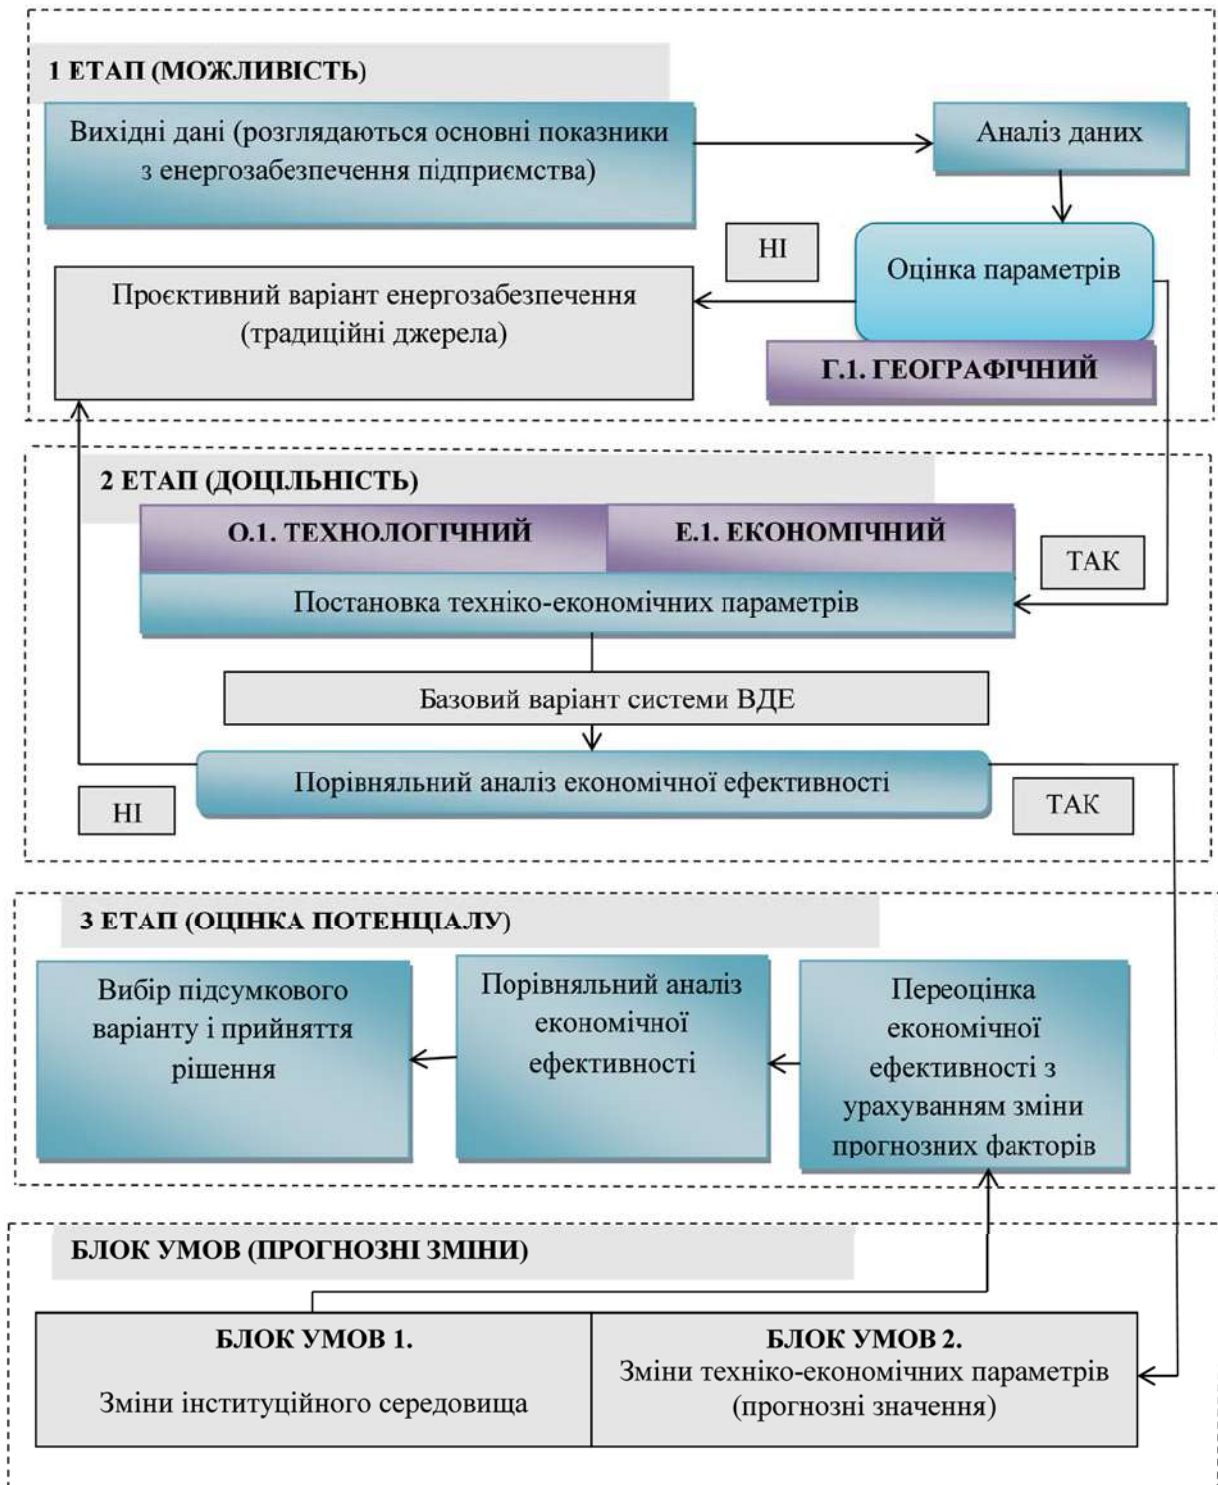 1 ЕТАП (МОЖЛИВІСТЬ)
Вихідні дані (розглядаються основні показники
з енергозабезпечення підприємства)
Аналіз даних
НІ
Оцінка параметрів
Проєктивний варіант енергозабезпечення
(традиційні джерела)
Г.1. ГЕОГРАФІЧНИЙ
2 ЕТАП (ДОЦІЛЬНІСТЬ)
О.1. ТЕХНОЛОГІЧНИЙ
Е.1. ЕКОНОМІЧНИЙ
ТАК
Постановка техніко-економічних параметрів
Базовий варіант системи ВДЕ
Порівняльний аналіз економічної ефективності
НІ
ТАК
3 ЕТАП (ОЦІНКА ПОТЕНЦІАЛУ)
Вибір підсумкового
варіанту і прийняття
рішення
Порівняльний аналіз
економічної
ефективності
Переоцінка
економічної
ефективності з
урахуванням зміни
прогнозних факторів
БЛОК УМОВ (ПРОГНОЗНІ ЗМІНИ)
БЛОК УМОВ 1.
Зміни інституційного середовища
БЛОК УМОВ 2.
Зміни техніко-економічних параметрів
(прогнозні значення)